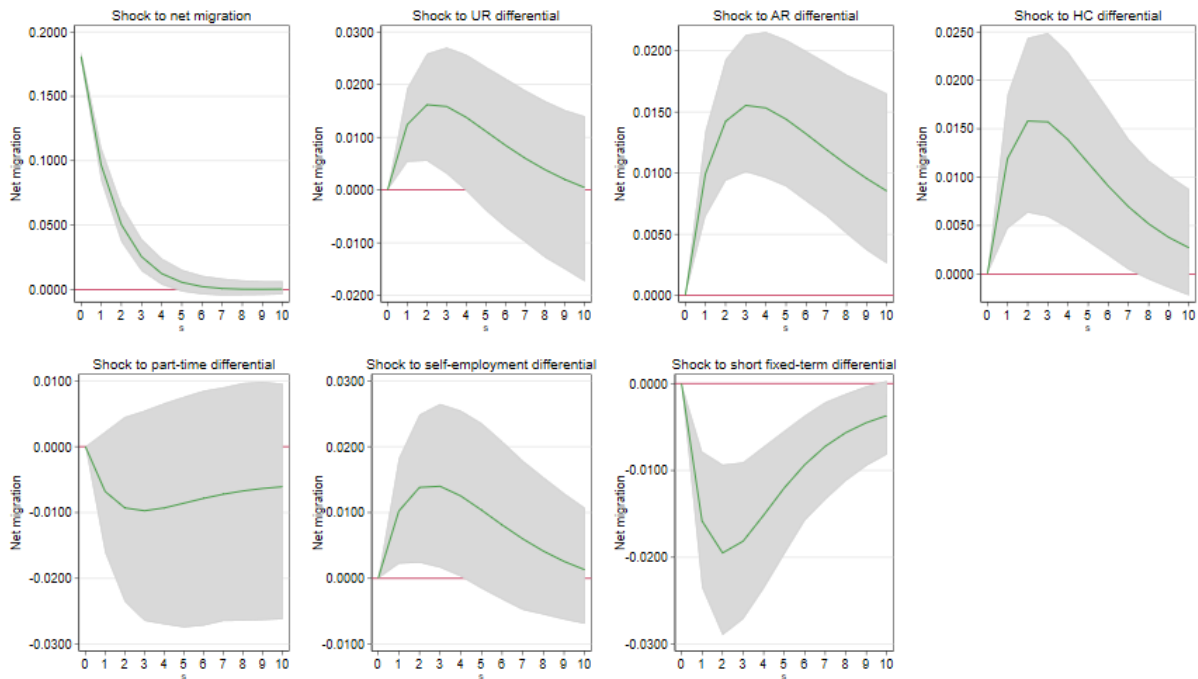 Shock to net migration
0.2000
0.1500
0.1000
0.0500
0.0000
Net migration
0 1 2 3 4 5 6 7 8 9 10
s
Shock to UR differential
0.0300
0.0200
0.0100
0.0000
-0.0100
-0.0200
Net migration
0 1 2 3 4 5 6 7 8 9 10
s
Shock to AR differential
0.0200
0.0150
0.0100
0.0050
0.0000
Net migration
0 1 2 3 4 5 6 7 8 9 10
s
Shock to HC differential
0.0250
0.0200
0.0150
0.0100
0.0050
0.0000
Net migration
0 1 2 3 4 5 6 7 8 9 10
s
Shock to part-time differential
0.0100
0.0000
-0.0100
-0.0200
-0.0300
Net migration
0 1 2 3 4 5 6 7 8 9 10
s
Shock to self-employment differential
0.0300
0.0200
0.0100
0.0000
-0.0100
Net migration
0 1 2 3 4 5 6 7 8 9 10
s
Shock to short fixed-term differential
0.0000
-0.0100
-0.0200
-0.0300
Net migration
0 1 2 3 4 5 6 7 8 9 10
s